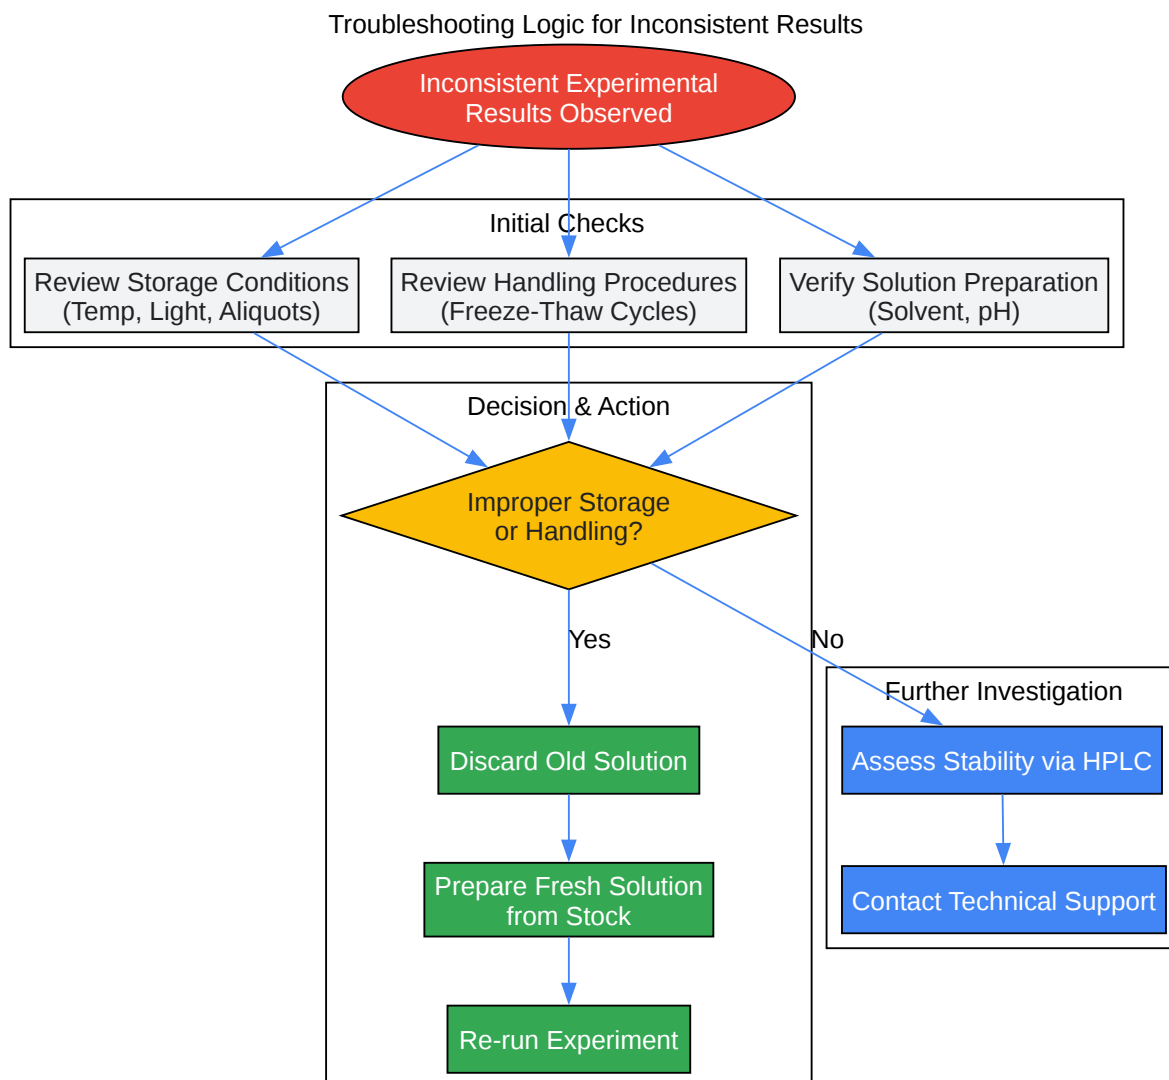 Troubleshooting Logic for Inconsistent Results
Inconsistent Experimental
Results Observed
Initial Checks
Review Storage Conditions
(Temp, Light, Aliquots)
Review Handling Procedures
(Freeze-Thaw Cycles)
Verify Solution Preparation
(Solvent, pH)
Decision & Action
Improper Storage
or Handling?
Yes
No
Further Investigation
Discard Old Solution
Assess Stability via HPLC
Prepare Fresh Solution
from Stock
Contact Technical Support
Re-run Experiment